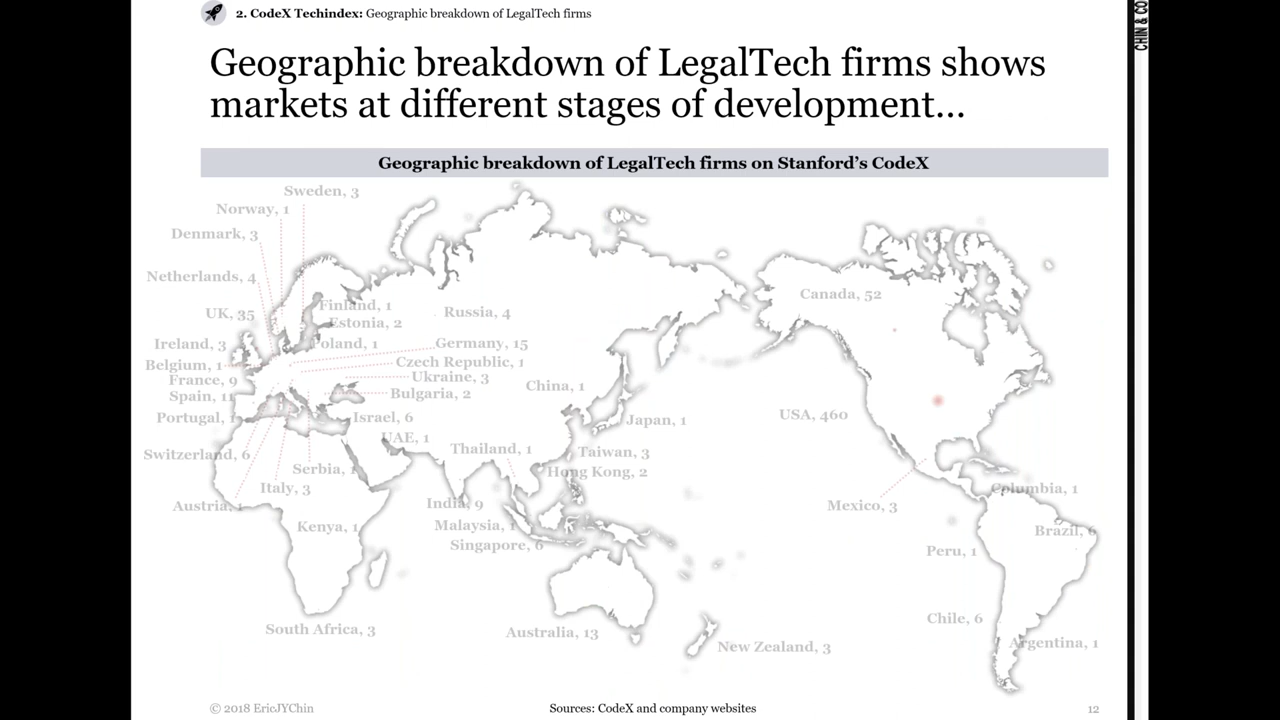 2. CodeX Techindex: Geographic breakdown of LegalTech firms
CHIN & CO
Geographic breakdown of LegalTech firms shows
markets at different stages of development...
Geographic breakdown of LegalTech firms on Stanford's CodeX
Sweden, 3
Norway, 1
Denmark, 3
Netherlands, 4
UK, 35
Ireland, 3
Belgium, 1
France, 9
Spain, 11
Portugal, 1
Switzerland, 6
Austria, 1
Finland, 1
Estonia, 2
Poland, 1
Russia, 4
Germany, 15
Czech Republic, 1
Ukraine, 3
Bulgaria, 2
Israel, 6
UAE, 1
Serbia, 1
Italy, 3
Kenya, 1
South Africa, 3
China, 1
Japan, 1
Thailand, 1
Taiwan, 3
Hong Kong, 2
India, 9
Malaysia, 1
Singapore, 6
Australia, 13
New Zealand, 3
Canada, 52
USA, 460
Mexico, 3
Columbia, 1
Brazil, 6
Peru, 1
Chile, 6
Argentina, 1
© 2018 EricJYChin
Sources: CodeX and company websites
12